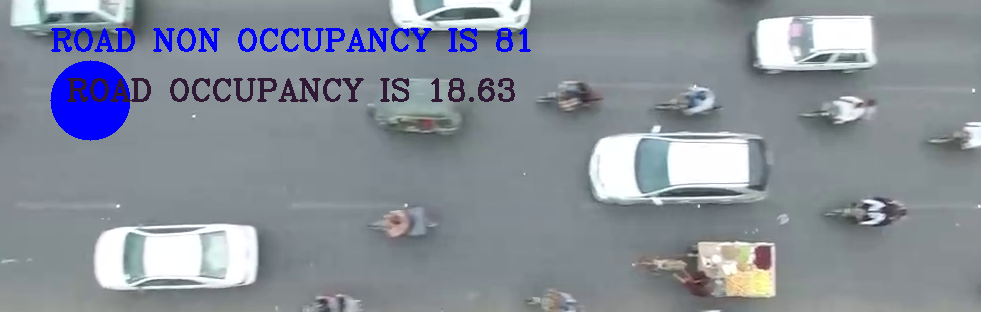 ROAD NON OCCUPANCY IS 81
ROAD OCCUPANCY IS 18.63